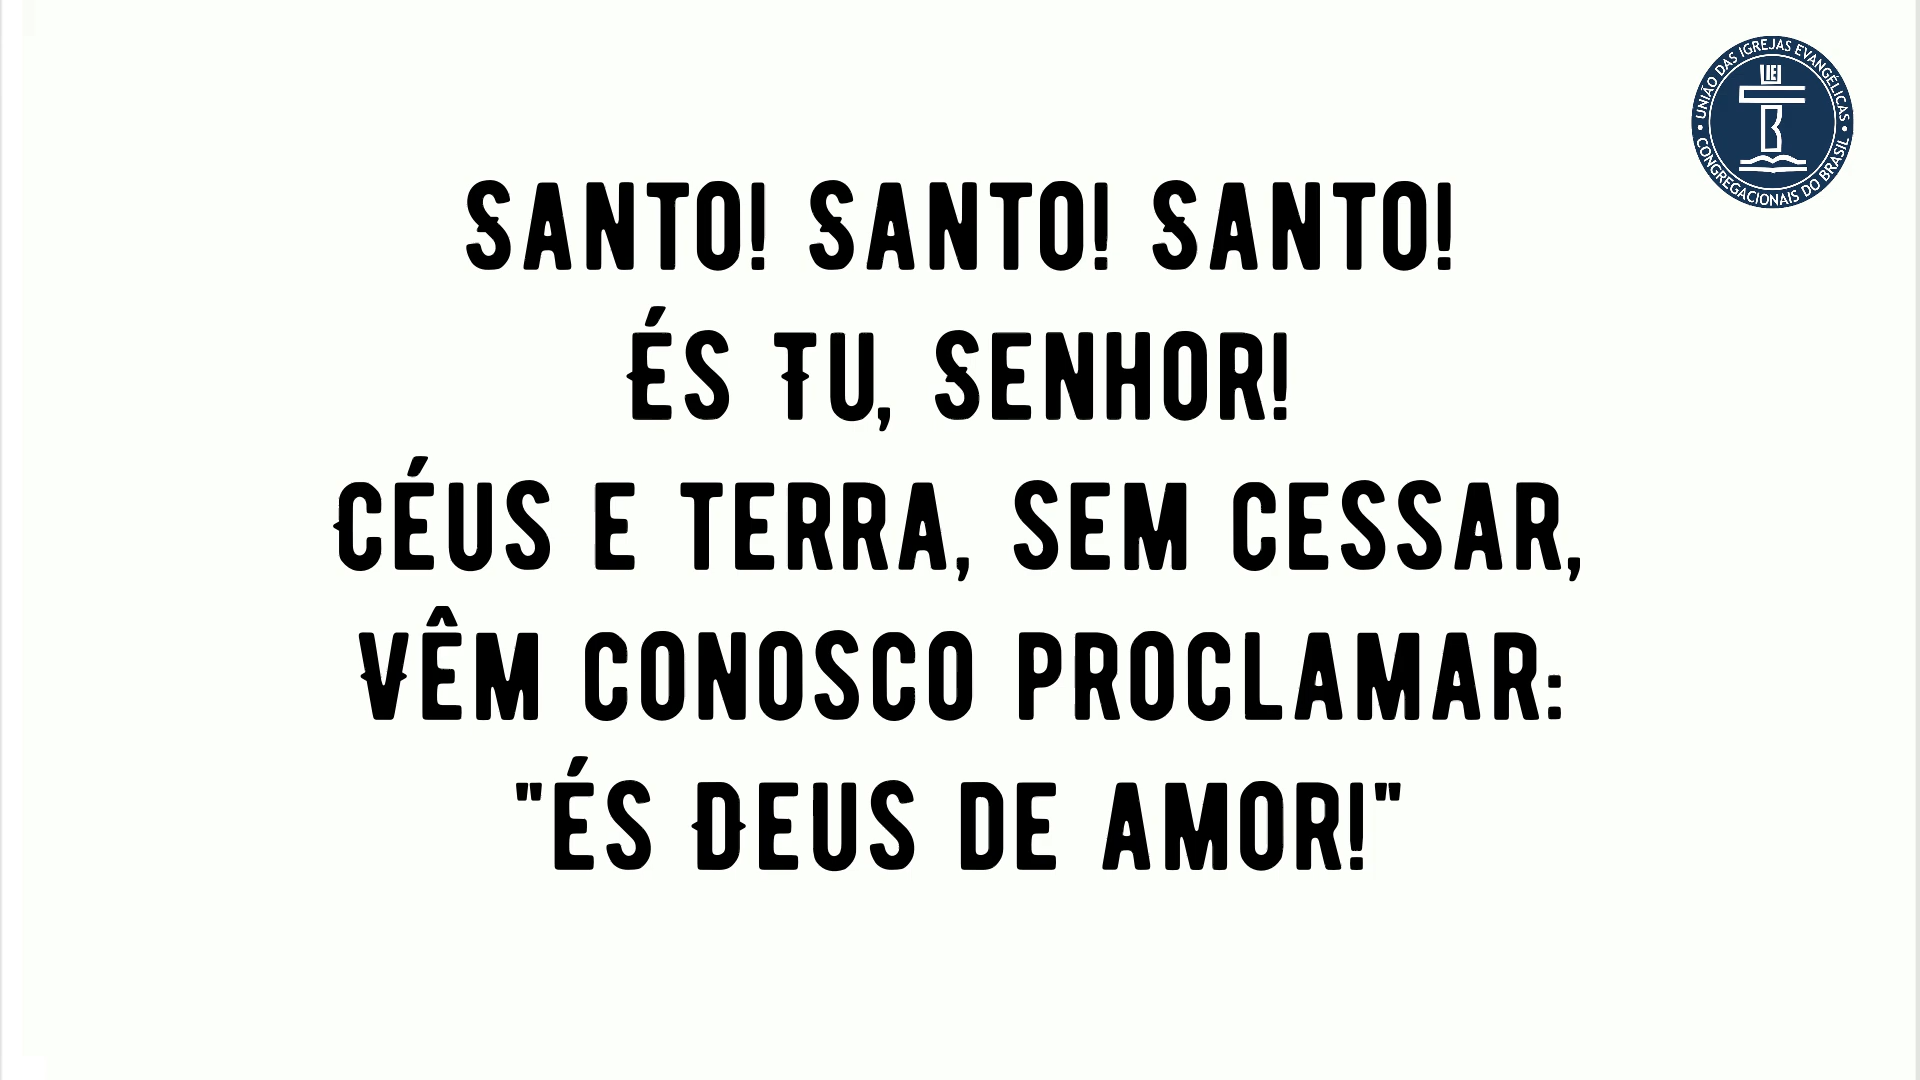 SANTO! SANTO! SANTO!
ÉS TU, SENHOR!
CÉUS E TERRA, SEM CESSAR,
VÊM CONOSCO PROCLAMAR:
"ÉS DEUS DE AMOR!"
UNIÃO DAS IGREJAS EVANGÉLICAS
CONGREGACIONAIS DO BRASIL